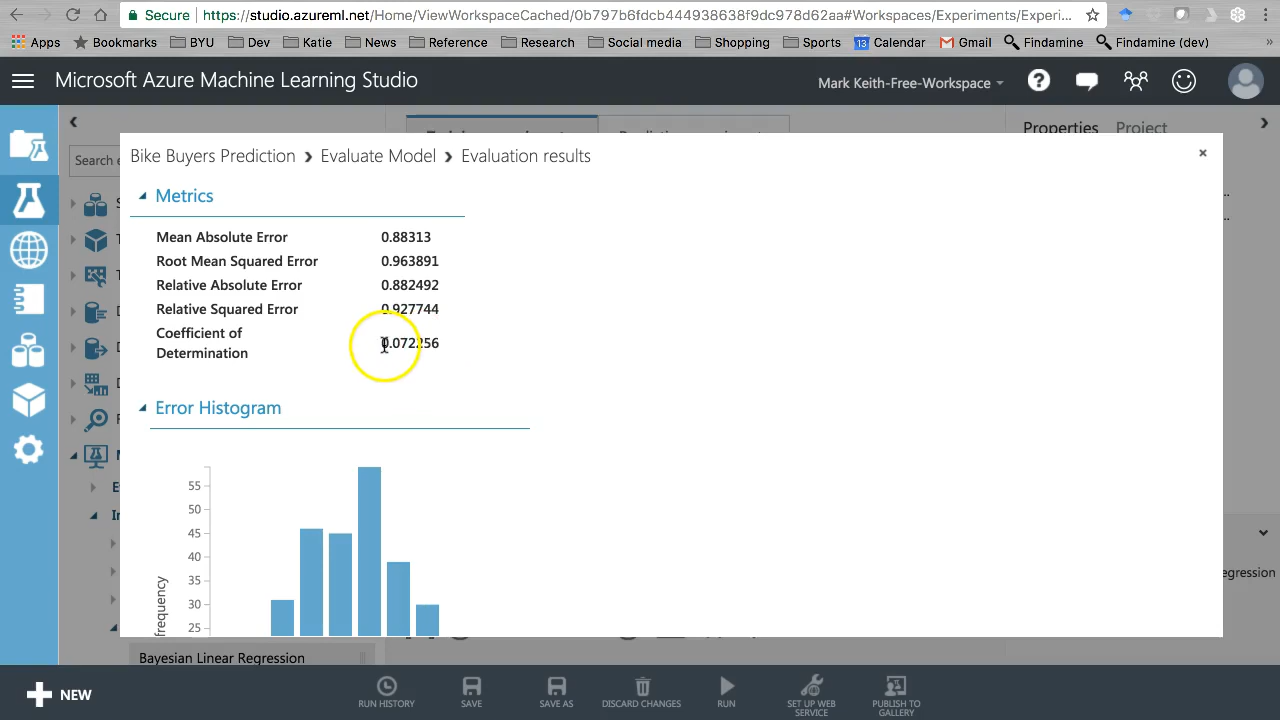 Secure https://studio.azureml.net/Home/ViewWorkspaceCached/0b797b6fdcb444938638f9dc978d62aa#Workspaces/Experiments/Experi...
Apps Bookmarks BYU Dev Katie News Reference Research Social media Shopping Sports 13 Calendar Gmail Findamine Findamine (dev) »
Microsoft Azure Machine Learning Studio
Mark Keith-Free-Workspace
Properties Project
Search e
Bike Buyers Prediction > Evaluate Model > Evaluation results
Metrics
Mean Absolute Error 0.88313
Root Mean Squared Error 0.963891
Relative Absolute Error 0.882492
Relative Squared Error 0.927744
Coefficient of
Determination 0.072256
Error Histogram
55
50
45
40
35
30
25
frequency
egression
Bayesian Linear Regression
NEW
RUN HISTORY
SAVE
SAVE AS
DISCARD CHANGES
RUN
SET UP WEB
SERVICE
PUBLISH TO
GALLERY